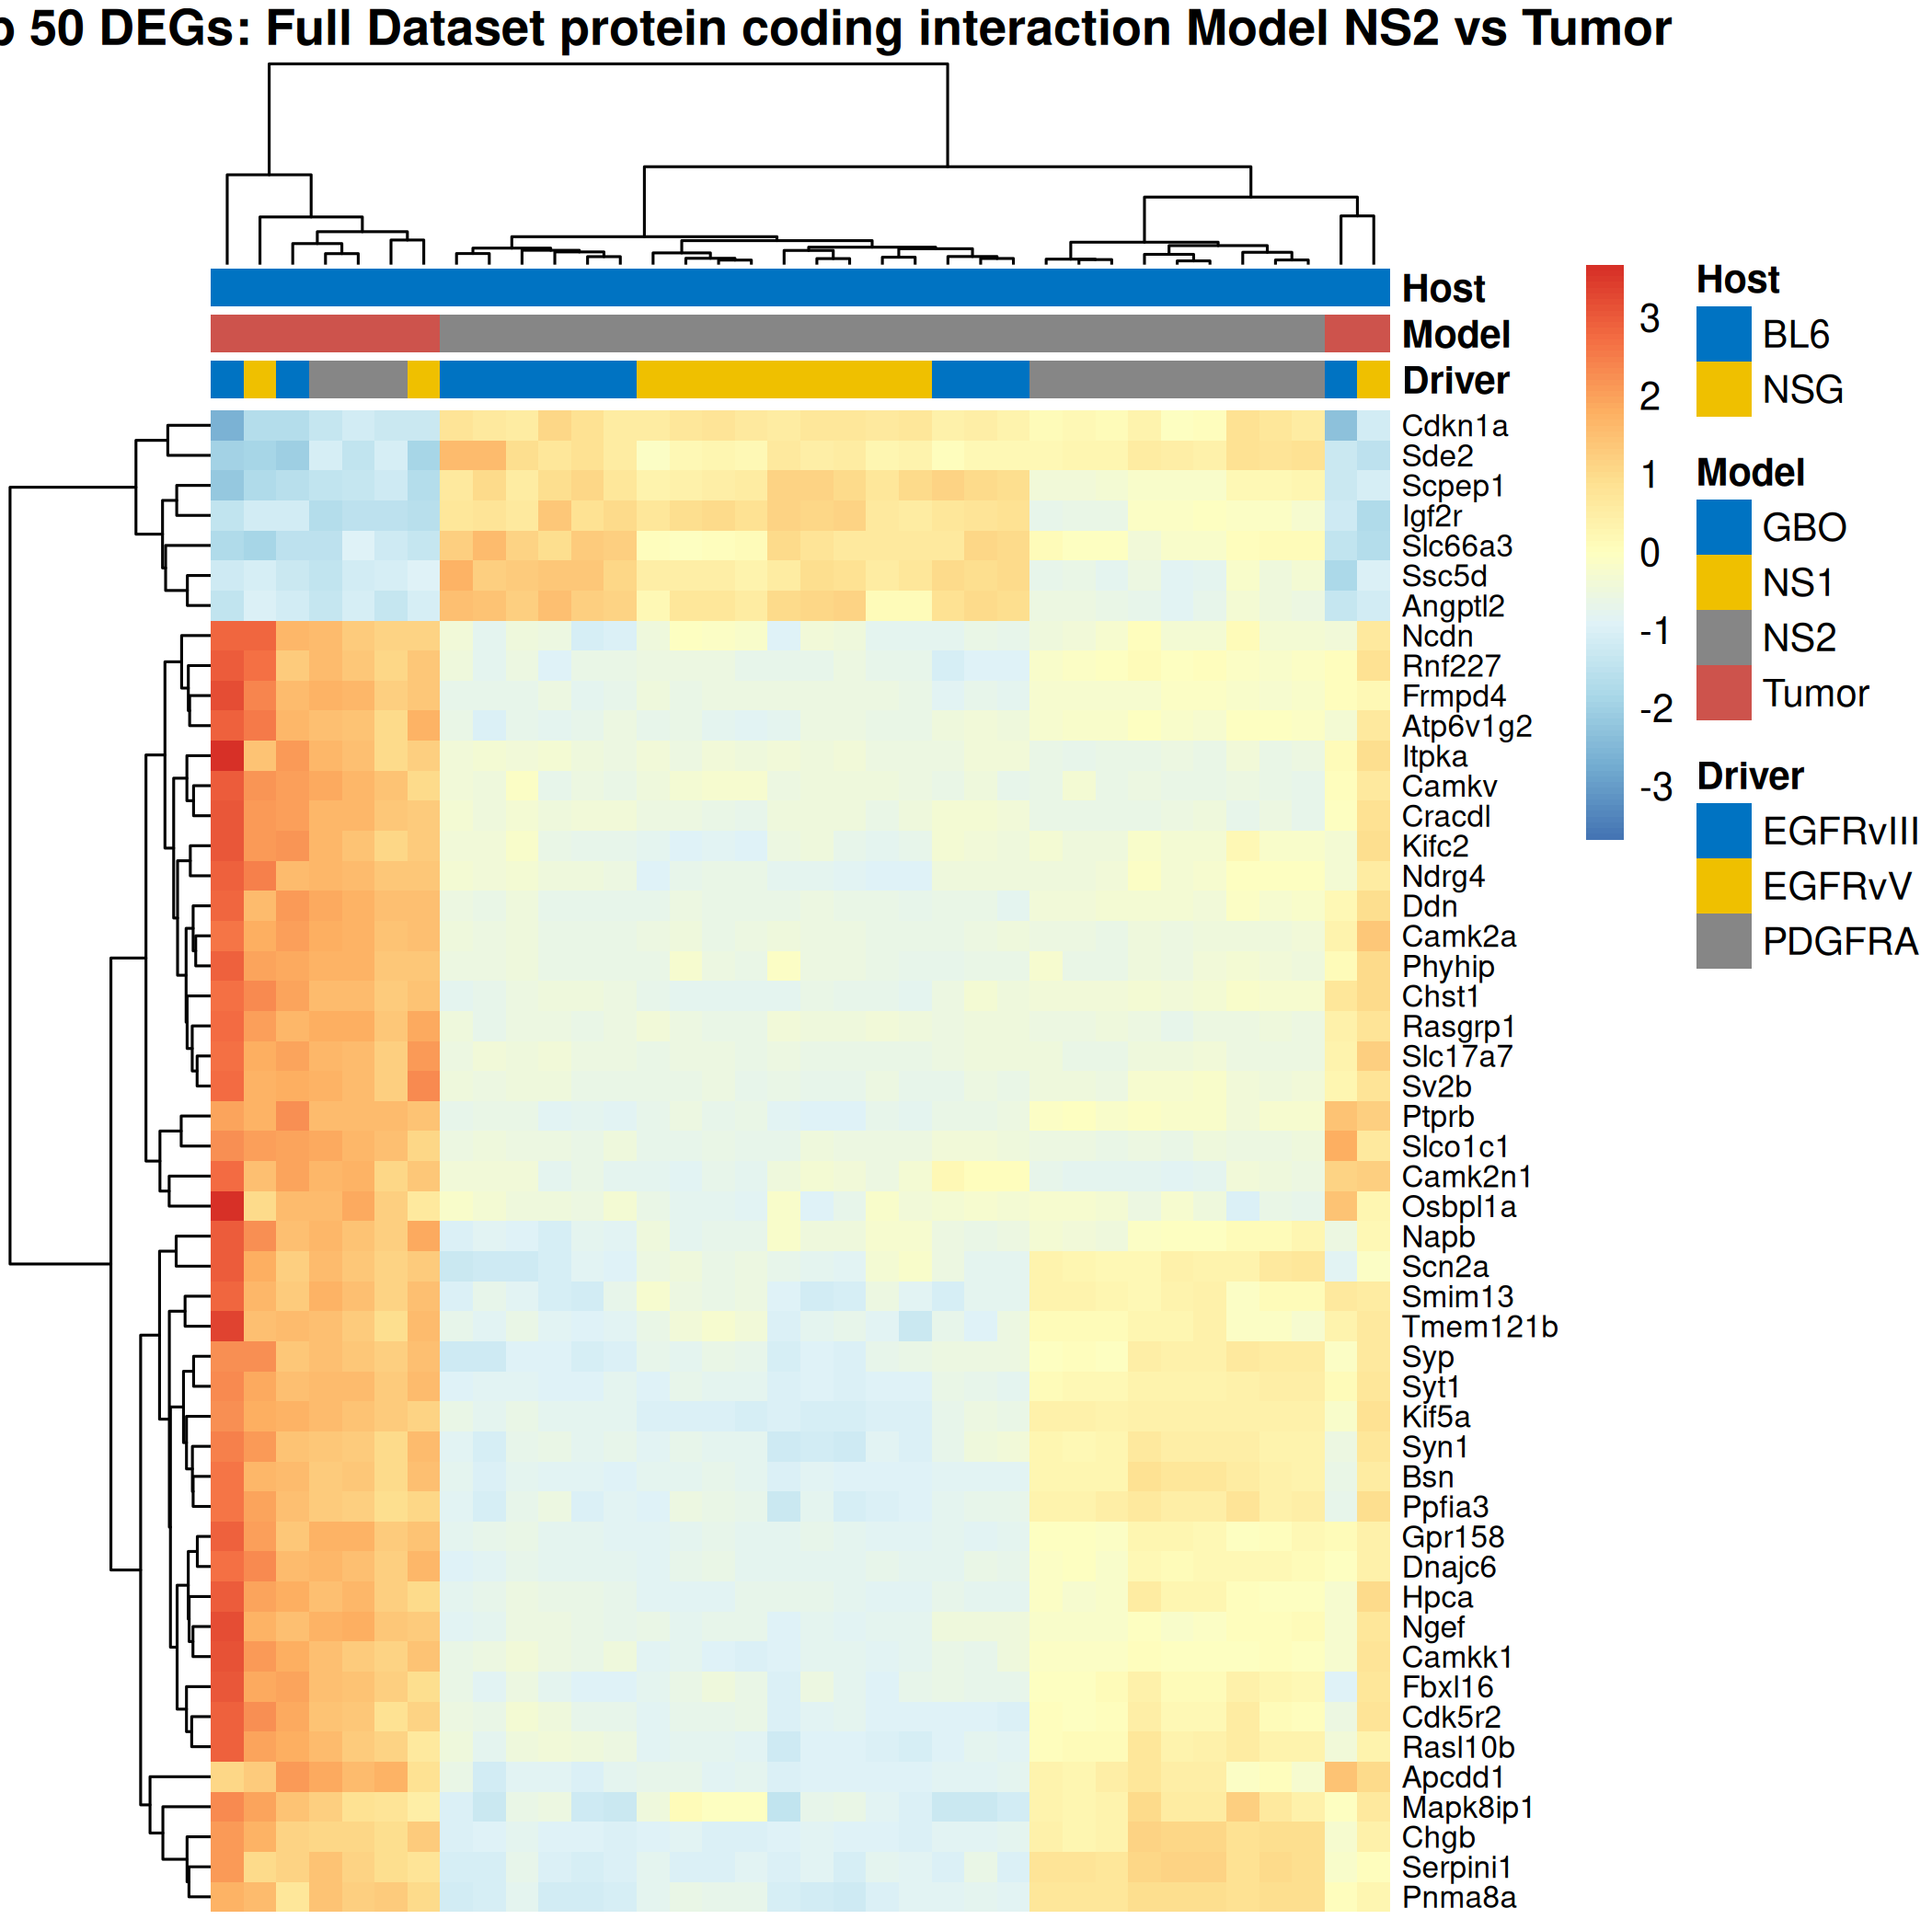 50 DEGs: Full Dataset protein coding interaction Model NS2 vs Tumor
Host
Model
Driver
Cdkn1a
Sde2
Scpep1
Igf2r
Slc66a3
Ssc5d
Angptl2
Ncdn
Rnf227
Frmpd4
Atp6v1g2
Itpka
Camkv
Cracdl
Kifc2
Ndrg4
Ddn
Camk2a
Phyhip
Chst1
Rasgrp1
Slc17a7
Sv2b
Ptprb
Slco1c1
Camk2n1
Osbpl1a
Napb
Scn2a
Smim13
Tmem121b
Syp
Syt1
Kif5a
Syn1
Bsn
Ppfia3
Gpr158
Dnajc6
Hpca
Ngef
Camkk1
Fbxl16
Cdk5r2
Rasl10b
Apcdd1
Mapk8ip1
Chgb
Serpini1
Pnma8a
3
2
1
0
-1
-2
-3
Host
BL6
NSG
Model
GBO
NS1
NS2
Tumor
Driver
EGFRvIII
EGFRvV
PDGFRA